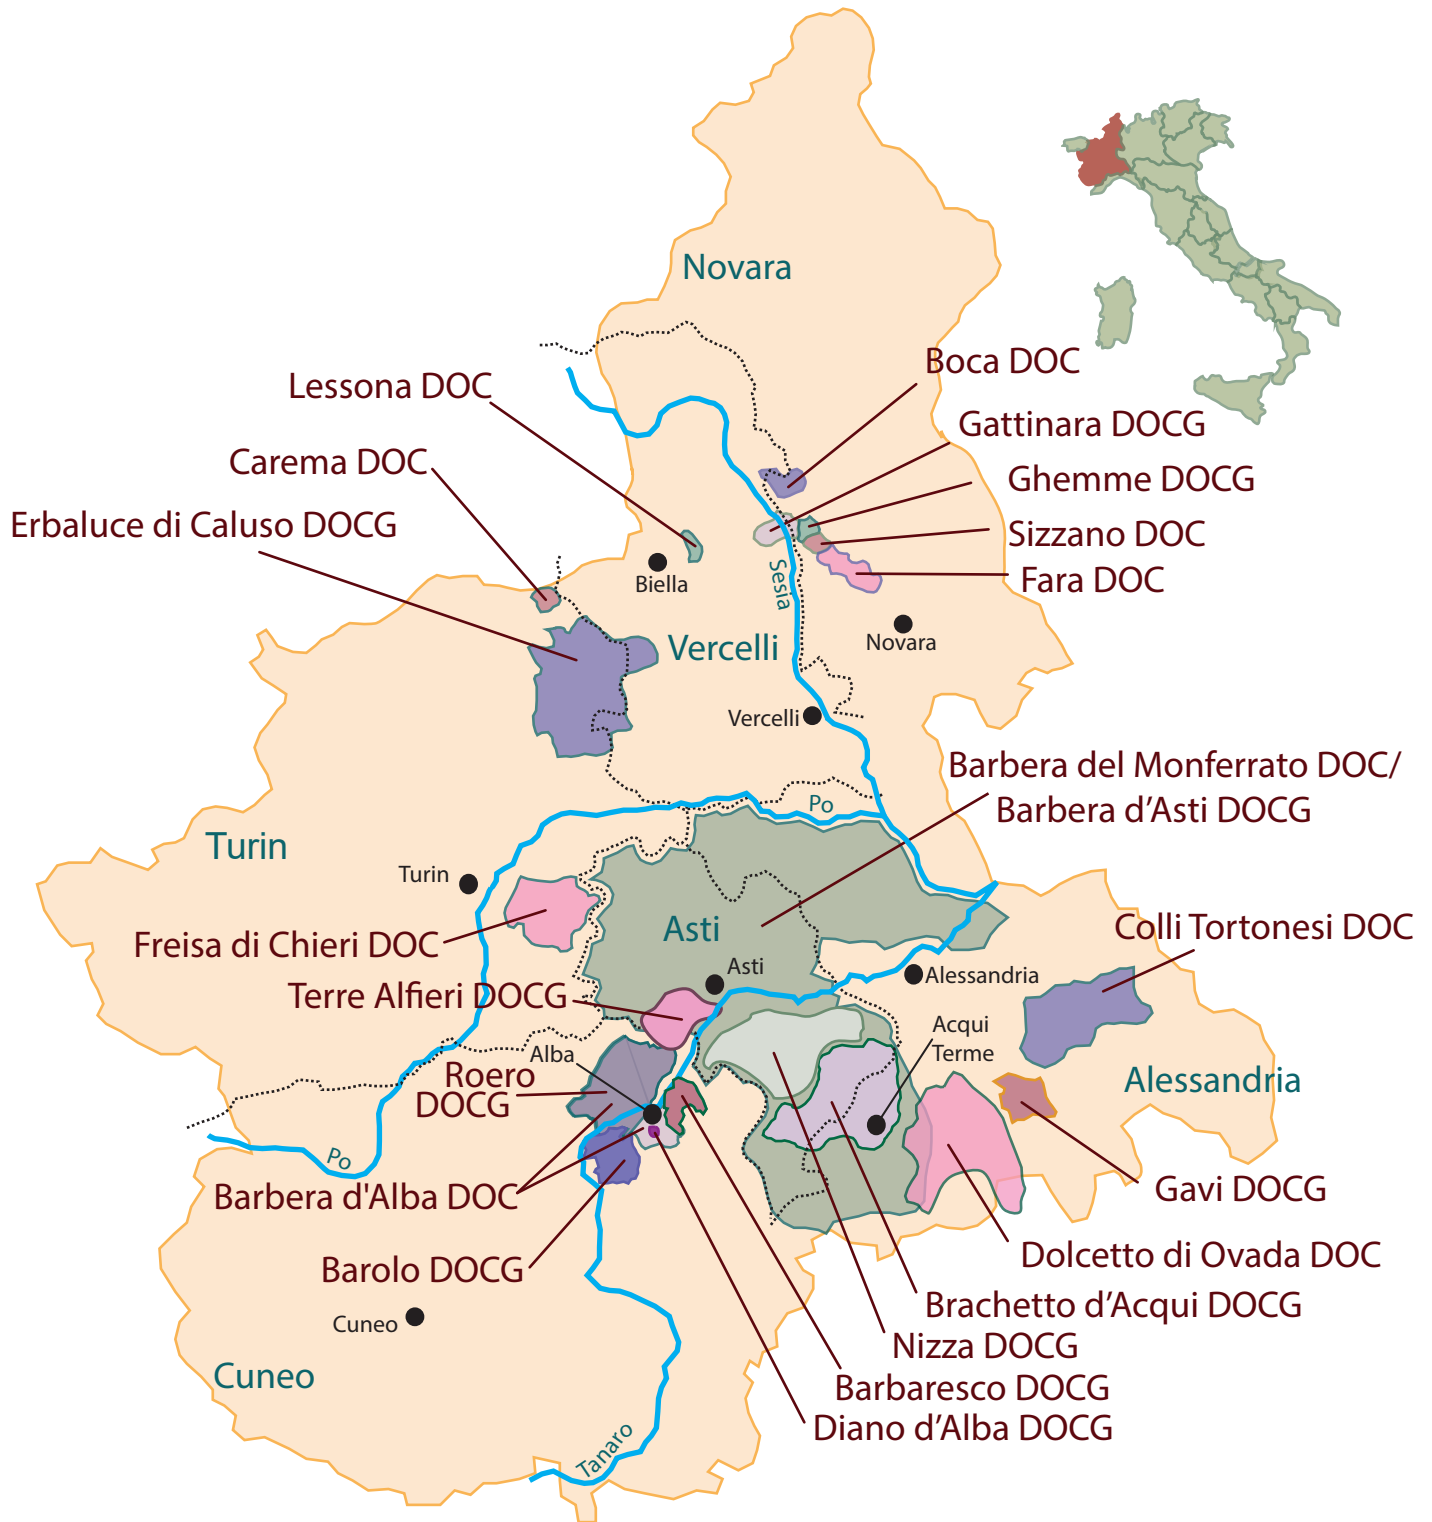 Novara
Boca DOC
Lessona DOC
Gattinara DOCG
Carema DOC
Ghemme DOCG
Erbaluce di Caluso DOCG
Sizzano DOC
Fara DOC
Biella
Sesia
Novara
Vercelli
Vercelli
Barbera del Monferrato DOC/
Barbera d’Asti DOCG
Po
Turin
Turin
Asti
Colli Tortonesi DOC
Freisa di Chieri DOC
Asti
Alessandria
Terre Alfieri DOCG
Acqui
Terme
Alba
Roero
DOCG
Alessandria
Po
Barbera d'Alba DOC
Gavi DOCG
Barolo DOCG
Dolcetto di Ovada DOC
Brachetto d’Acqui DOCG
Cuneo
Nizza DOCG
Cuneo
Barbaresco DOCG
Diano d’Alba DOCG
Tanaro